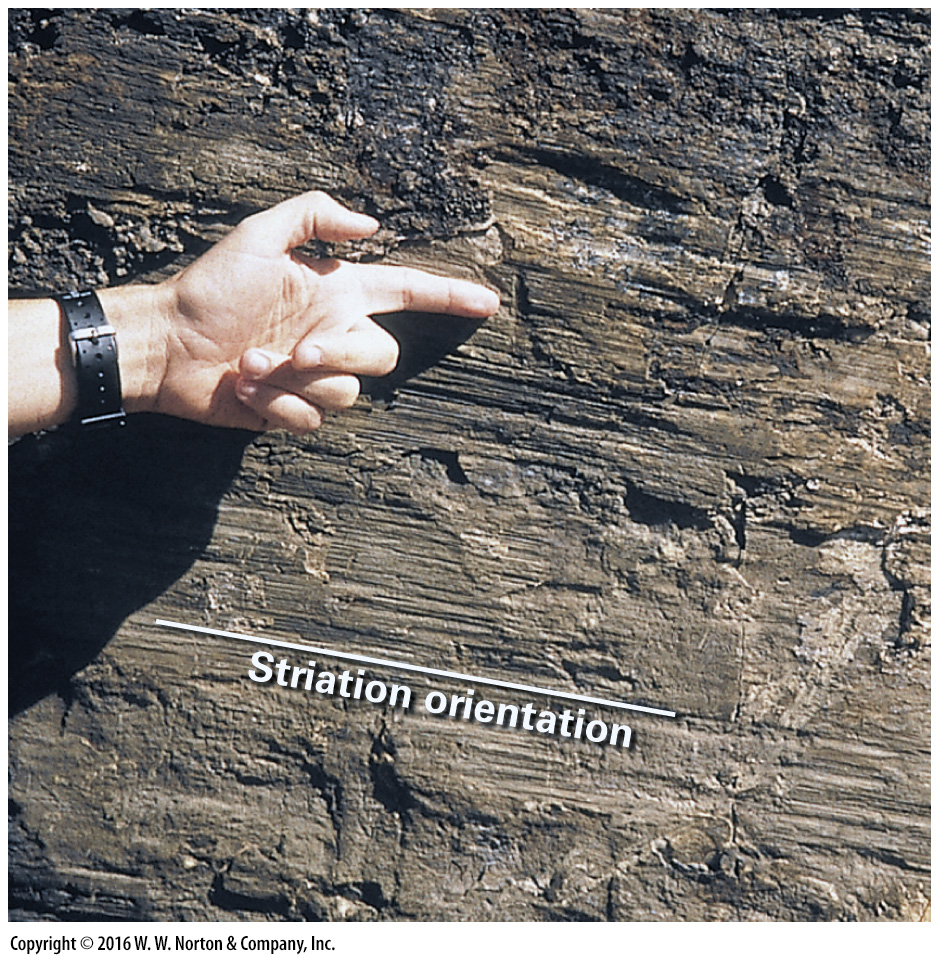 Striation orientation
Copyright © 2016 W. W. Norton & Company, Inc.